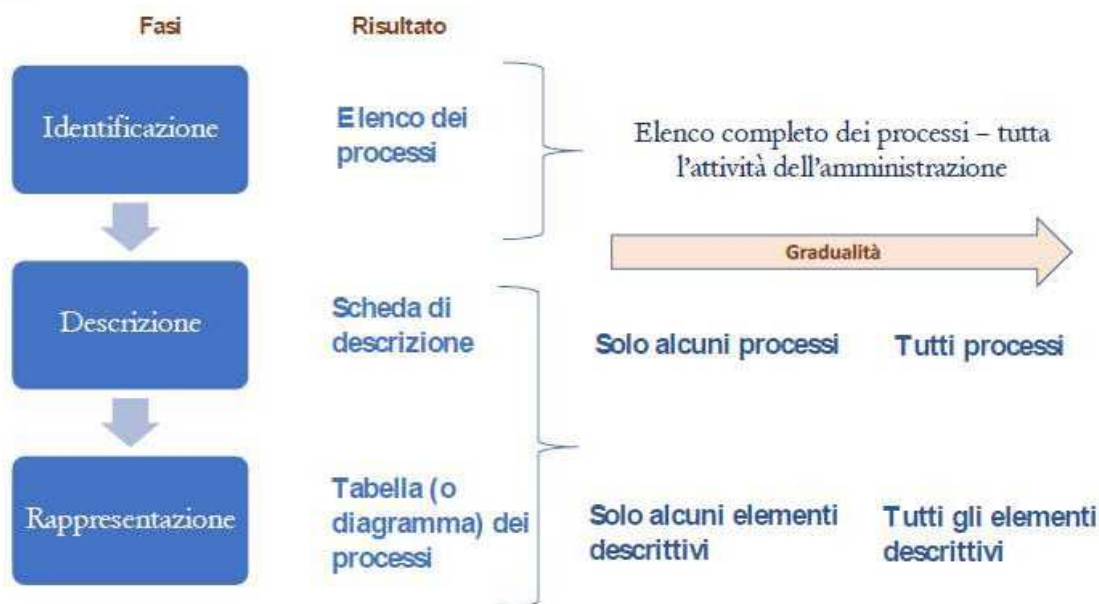 Fasi
Risultato
Identificazione
Elenco dei
processi
Elenco completo dei processi – tutta
l'attività dell'amministrazione
Gradualità
Descrizione
Scheda di
descrizione
Solo alcuni processi
Tutti processi
Rappresentazione
Tabella (o
diagramma) dei
processi
Solo alcuni elementi
descrittivi
Tutti gli elementi
descrittivi